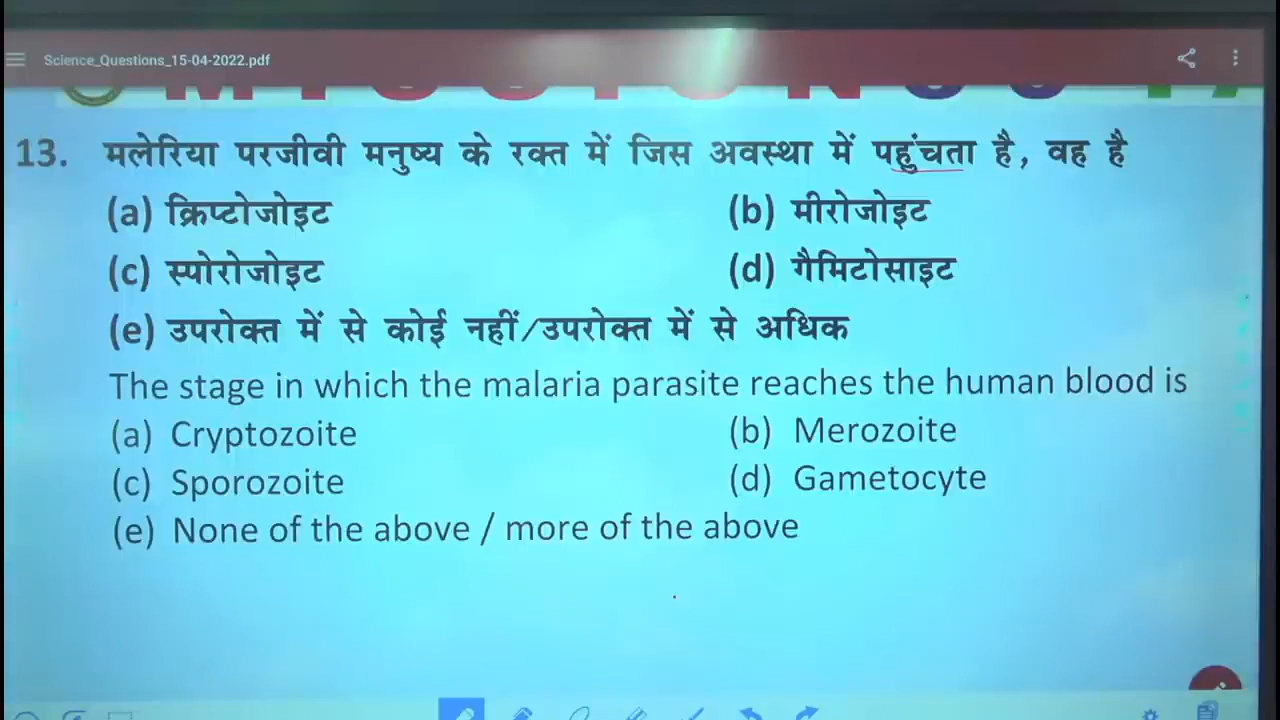 Science_Questions_15-04-2022.pdf
13. मलेरिया परजीवी मनुष्य के रक्त में जिस अवस्था में पहुंचता है, वह है
(a) क्रिप्टोजोइट (b) मीरोजोइट
(c) स्पोरोजोइट (d) गैमिटोसाइट
(e) उपरोक्त में से कोई नहीं/उपरोक्त में से अधिक
The stage in which the malaria parasite reaches the human blood is
(a) Cryptozoite (b) Merozoite
(c) Sporozoite (d) Gametocyte
(e) None of the above / more of the above